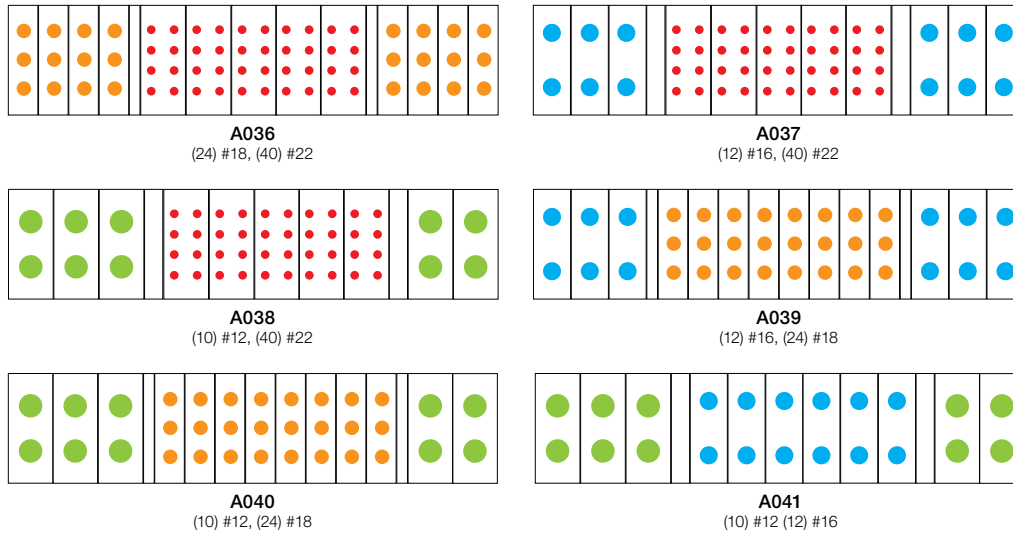 A036
(24) #18, (40) #22
A037
(12) #16, (40) #22
A038
(10) #12, (40) #22
A039
(12) #16, (24) #18
A040
(10) #12, (24) #18
A041
(10) #12 (12) #16